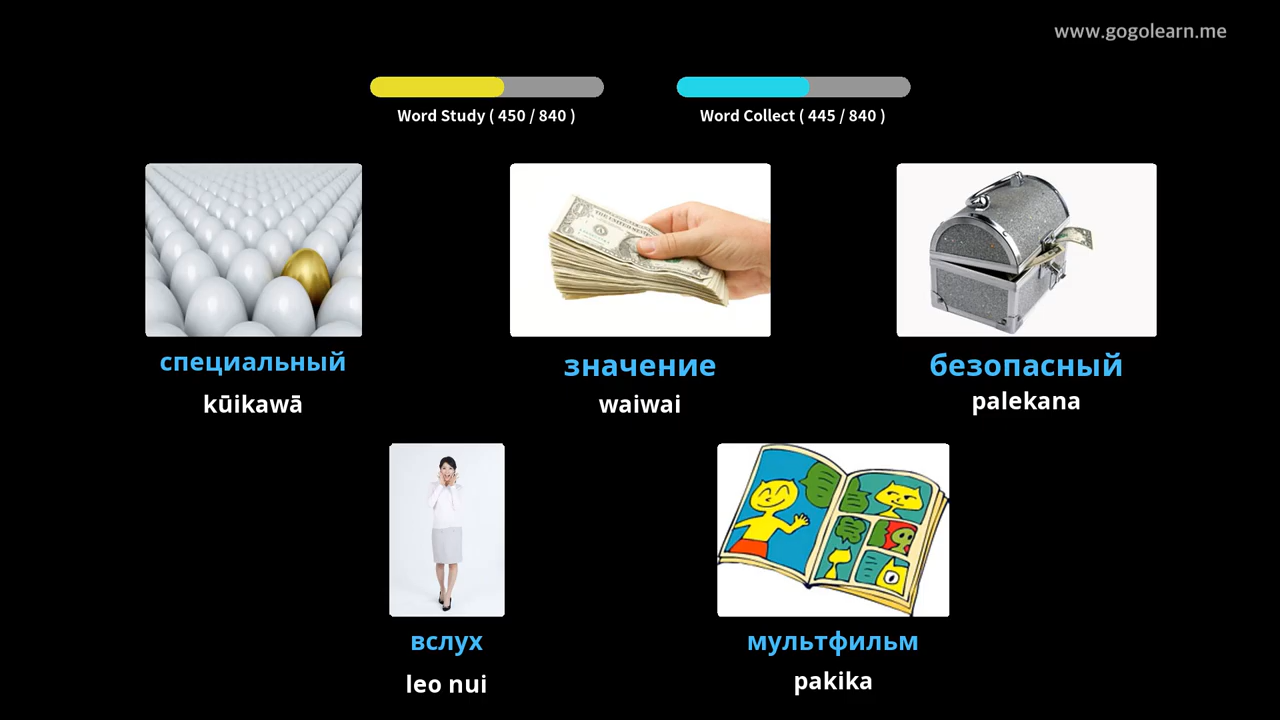 www.gogolearn.me
Word Study ( 450 / 840 )
Word Collect ( 445 / 840 )
специальный
значение
безопасный
kūikawā
waiwai
palekana
вслух
мультфильм
leo nui
pakika